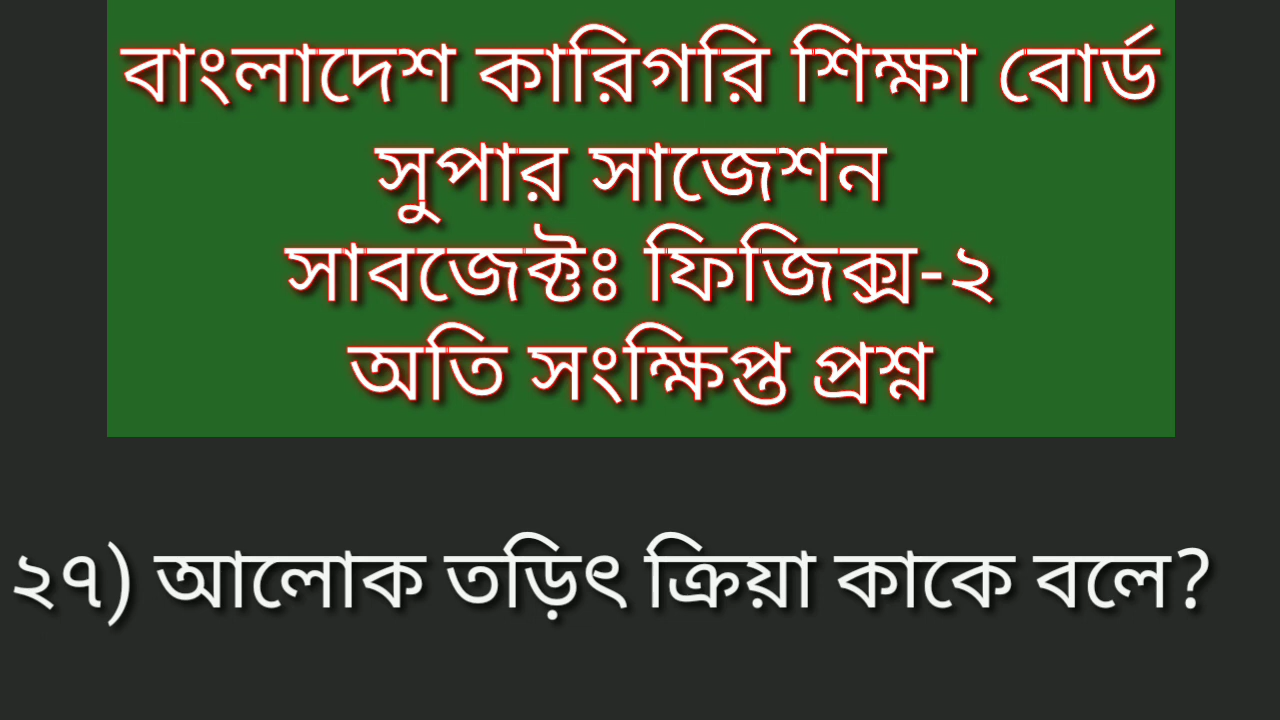 বাংলাদেশ কারিগরি শিক্ষা বোর্ড
সুপার সাজেশন
সাবজেক্টঃ ফিজিক্স-২
অতি সংক্ষিপ্ত প্রশ্ন
২৭) আলোক তড়িৎ ক্রিয়া কাকে বলে?